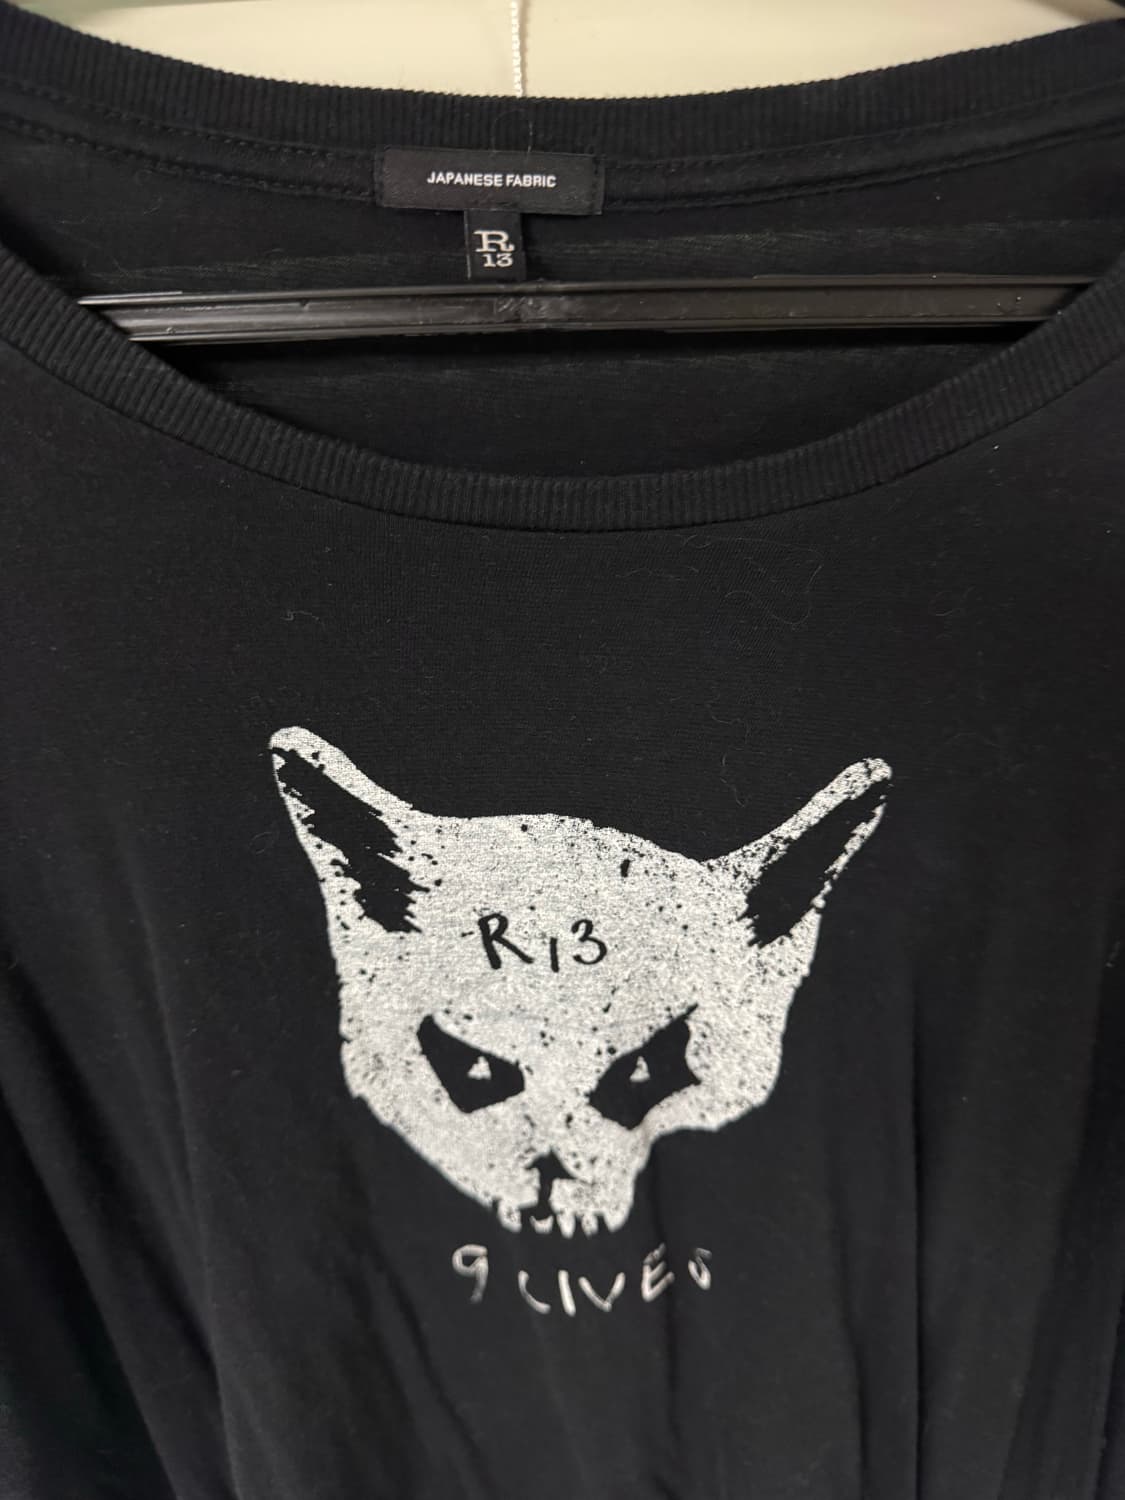 JAPANESE FABRIC
R
13
R13
9 LIVES